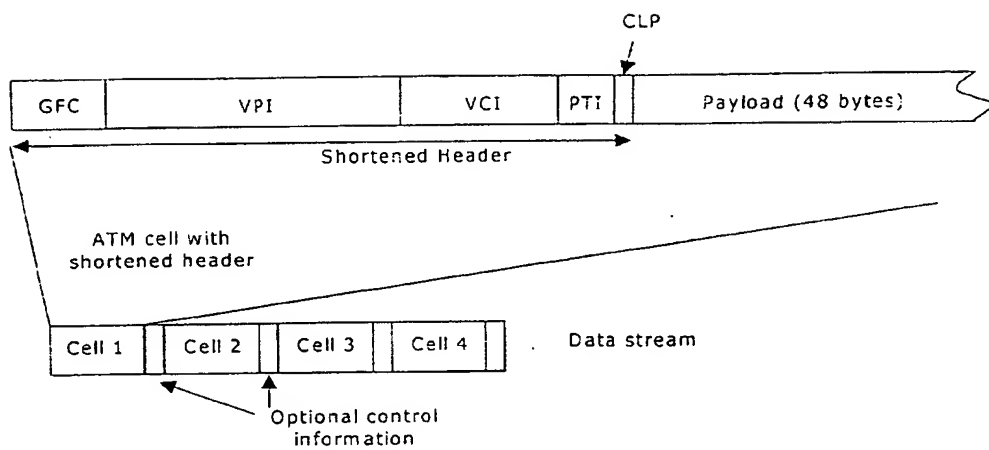 CLP
GFC VPI VCI PTI Payload (48 bytes)
Shortened Header
ATM cell with
shortened header
Cell 1 Cell 2 Cell 3 Cell 4 Data stream
Optional control
information